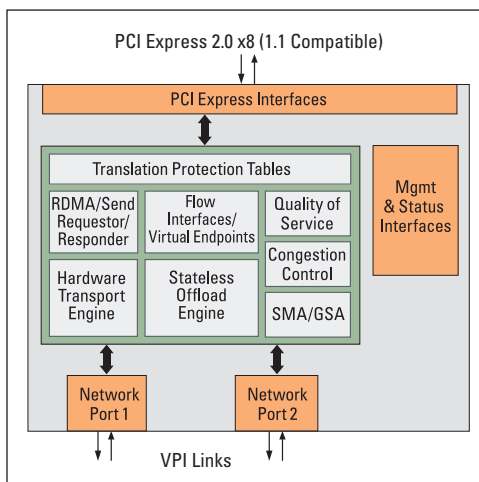 PCI Express 2.0 x8 (1.1 Compatible)
PCI Express Interfaces
Translation Protection Tables
RDMA/Send
Requestor/
Responder
Flow
Interfaces/
Virtual Endpoints
Quality of
Service
Congestion
Control
Hardware
Transport
Engine
Stateless
Offload
Engine
SMA/GSA
Mgmt
& Status
Interfaces
Network
Port 1
Network
Port 2
VPI Links